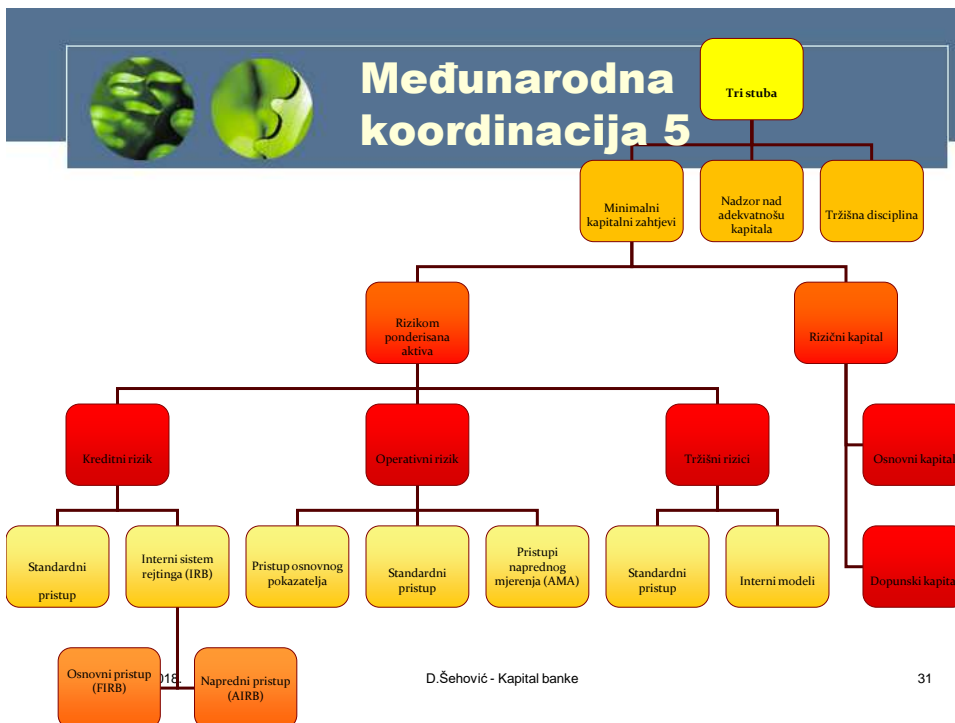 Međunarodna
koordinacija 5
Tri stuba
Minimalni
kapitalni zahtjevi
Nadzor nad
adekvatnošu
kapitala
Tržišna disciplina
Rizikom
ponderisana
aktiva
Rizični kapital
Kreditni rizik
Operativni rizik
Tržišni rizici
Osnovni kapital
Standardni
pristup
Interni sistem
rejtinga (IRB)
Pristup osnovnog
pokazatelja
Standardni
pristup
Pristupi
naprednog
mjerenja (AMA)
Standardni
pristup
Interni modeli
Dopunski kapital
Osnovni pristup
(FIRB)
018.
Napredni pristup
(AIRB)
D.Šehović - Kapital banke
31